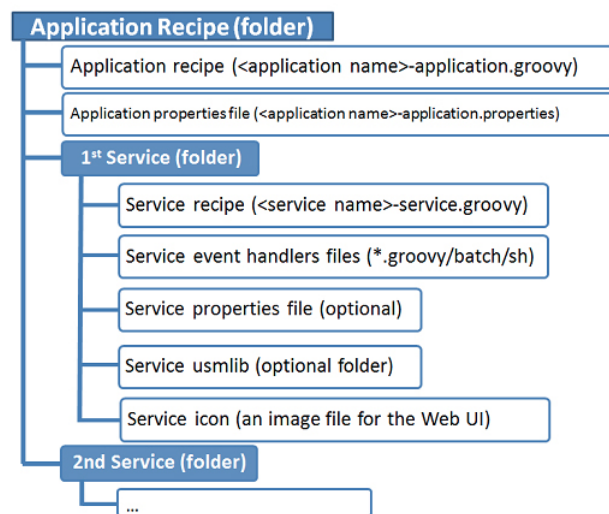 Application Recipe (folder)
Application recipe (<application name>-application.groovy)
Application properties file (<application name>-application.properties)
1st Service (folder)
Service recipe (<service name>-service.groovy)
Service event handlers files (*.groovy/batch/sh)
Service properties file (optional)
Service usmlib (optional folder)
Service icon (an image file for the Web UI)
2nd Service (folder)
...